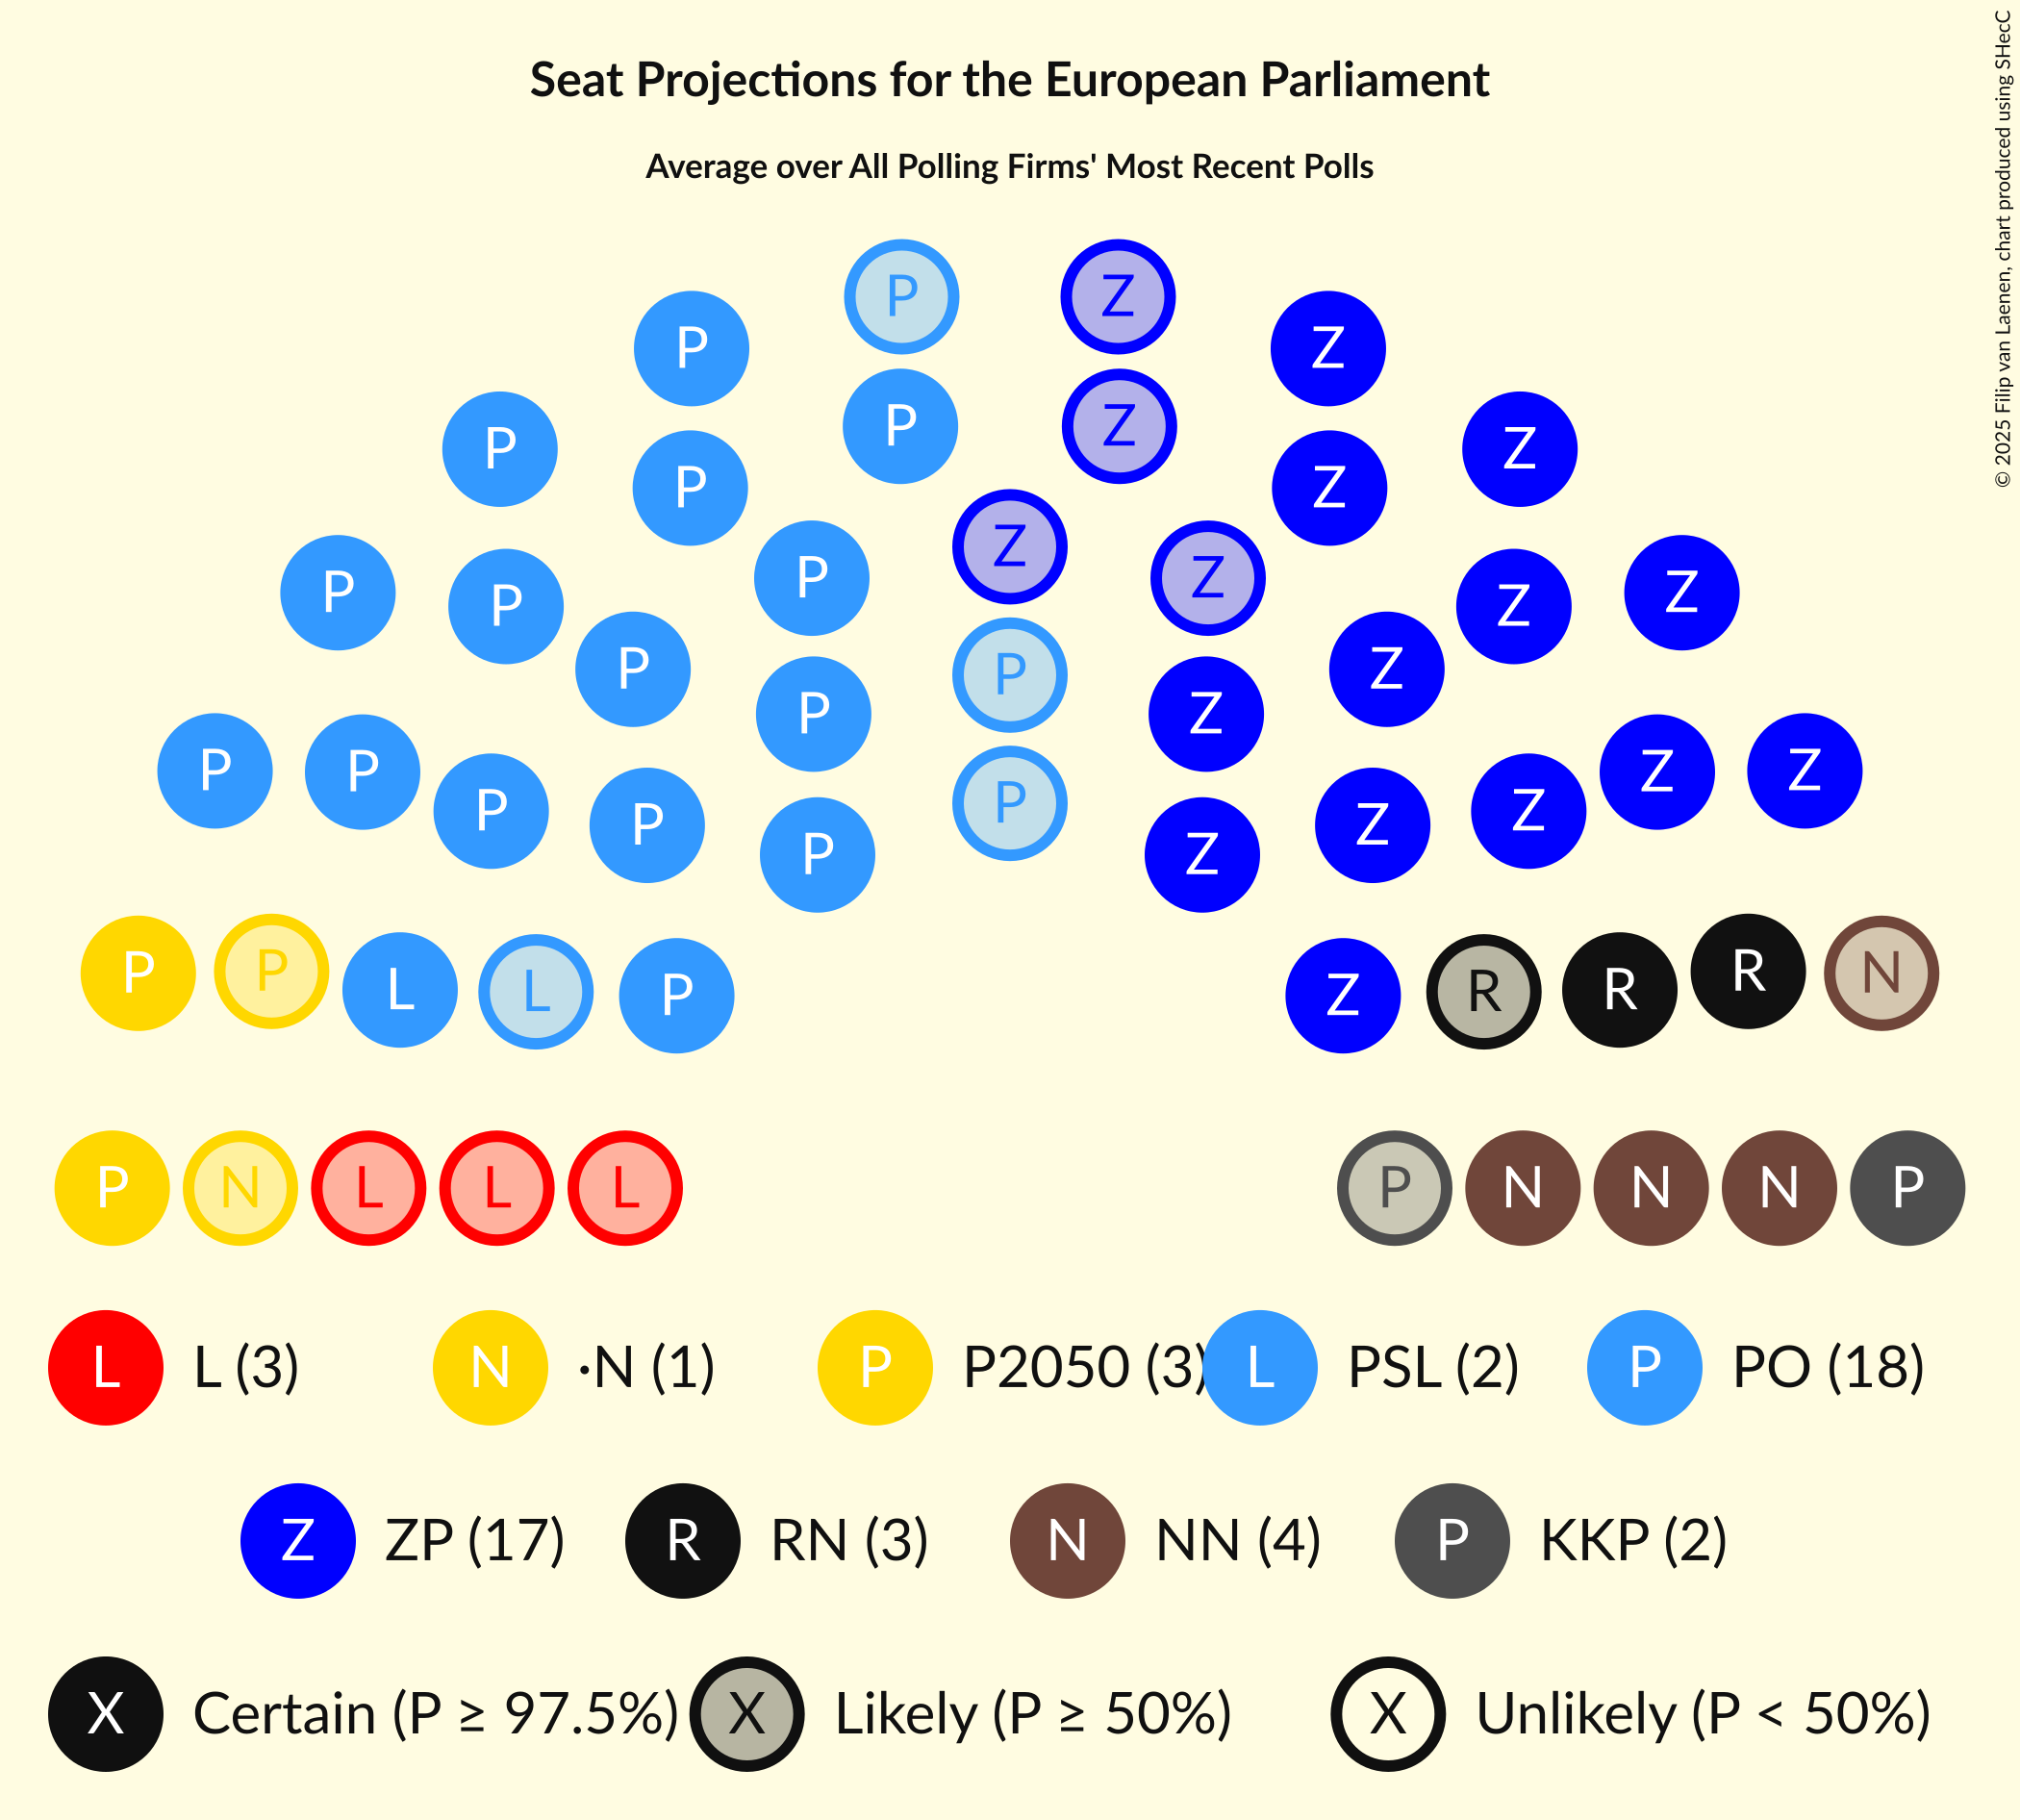 Seat Projections for the European Parliament
Average over All Polling Firms' Most Recent Polls
© 2025 Filip van Laenen, chart produced using SHecC
P Z
P Z
P Z
P Z
P Z
Z
P Z
P Z
P Z
P Z
P
P Z
P Z
P Z
P
P Z
P Z
P Z
P P L L P Z R R R N
P N L L L P N N N P
L L (3) N ·N (1) P P2050 (3) L PSL (2) P PO (18)
Z ZP (17) R RN (3) N NN (4) P KKP (2)
X Certain (P ≥ 97.5%) X Likely (P ≥ 50%) X Unlikely (P < 50%)